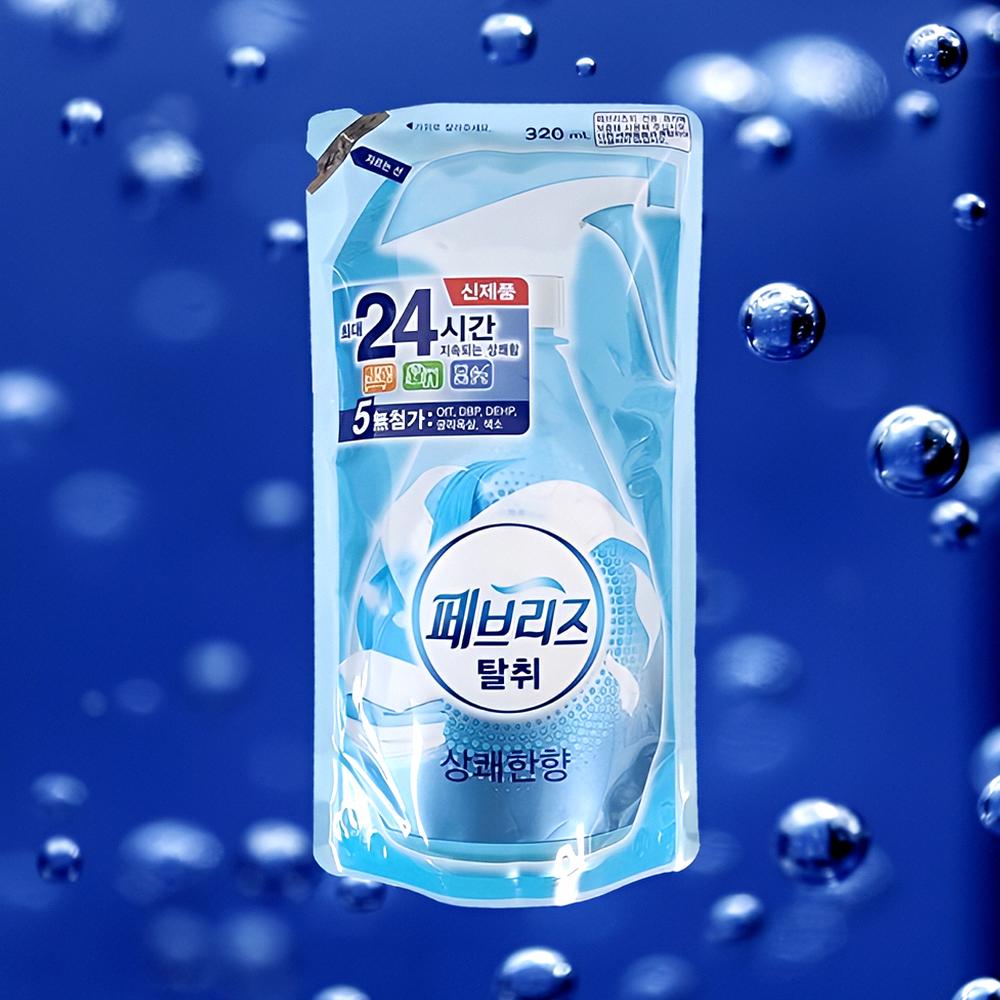 ◀가위로 잘라주세요.
320 mL
자르는 선
신제품
최대 24시간
지속되는 상쾌함
5無첨가: OIT, DBP, DEHP,
글리옥살, 색소
페브리즈
탈취
상쾌한향